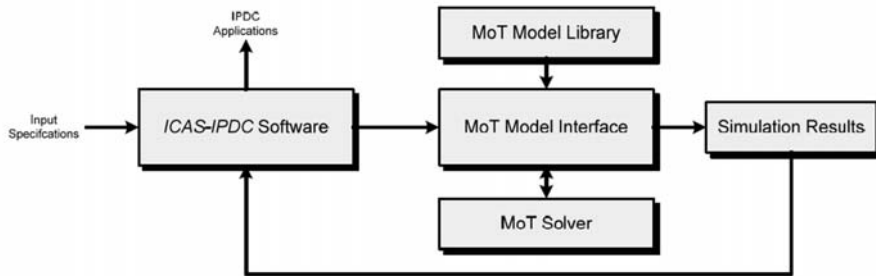 IPDC
Applications
MoT Model Library
Input
Specifcations
ICAS-IPDC Software
MoT Model Interface
Simulation Results
MoT Solver